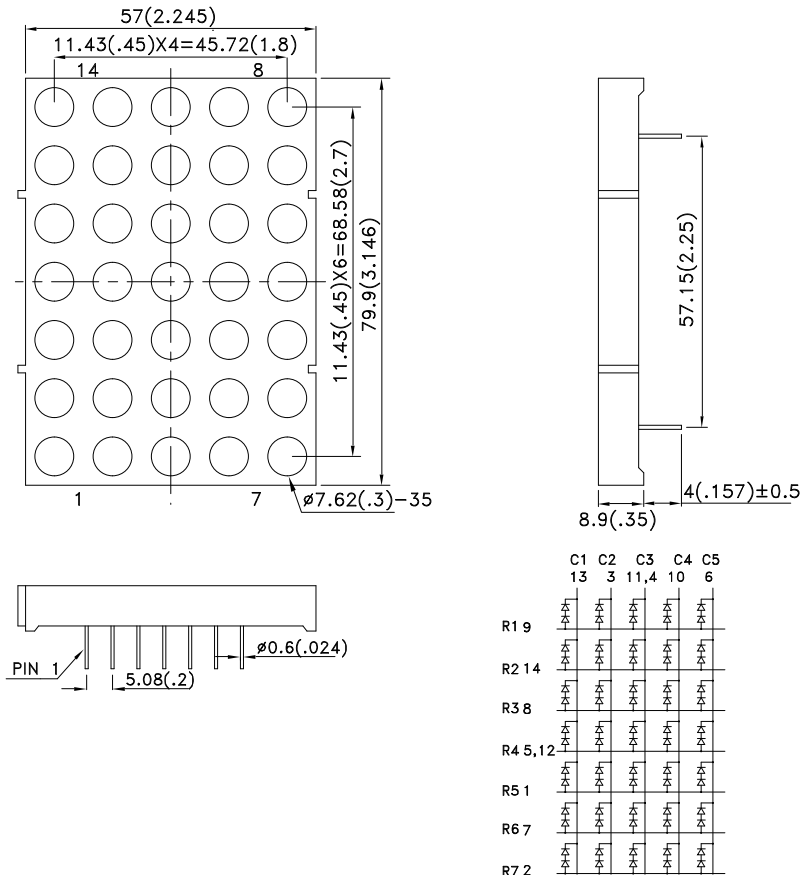 57(2.245)
11.43(.45)X4=45.72(1.8)
14 8
11.43(.45)X6=68.58(2.7)
79.9(3.146)
1 7
ø7.62(.3)-35
57.15(2.25)
4(.157)±0.5
8.9(.35)
PIN 1
5.08(.2)
ø0.6(.024)
C1 C2 C3 C4 C5
13 3 11,4 10 6
R1 9
R2 14
R3 8
R4 5,12
R5 1
R6 7
R7 2